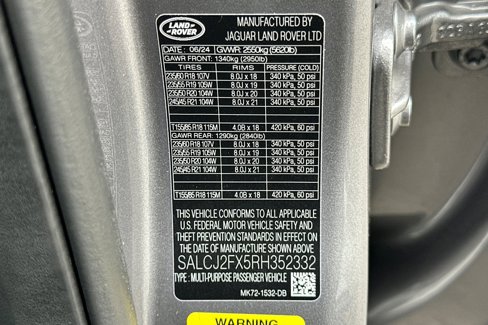 LAND
ROVER
MANUFACTURED BY
JAGUAR LAND ROVER LTD
DATE : 06/24 GVWR: 2550kg (5620lb)
GAWR FRONT: 1340kg (2950lb)
TIRES RIMS PRESSURE (COLD)
235/60 R18 107V 8.0J x 18 340 kPa, 50 psi
235/55 R19 105W 8.0J x 19 340 kPa, 50 psi
235/50 R20 104W 8.0J x 20 340 kPa, 50 psi
245/45 R21 104W 8.0J x 21 340 kPa, 50 psi
T155/85 R18 115M 4.0B x 18 420 kPa, 60 psi
GAWR REAR: 1290kg (2840lb)
235/60 R18 107V 8.0J x 18 340 kPa, 50 psi
235/55 R19 105W 8.0J x 19 340 kPa, 50 psi
235/50 R20 104W 8.0J x 20 340 kPa, 50 psi
245/45 R21 104W 8.0J x 21 340 kPa, 50 psi
T155/85 R18 115M 4.0B x 18 420 kPa, 60 psi
THIS VEHICLE CONFORMS TO ALL APPLICABLE
U.S. FEDERAL MOTOR VEHICLE SAFETY AND
THEFT PREVENTION STANDARDS IN EFFECT ON
THE DATE OF MANUFACTURE SHOWN ABOVE
SALCJ2FX5RH352332
TYPE : MULTI-PURPOSE PASSENGER VEHICLE
MK72-1532-DB
WARNING